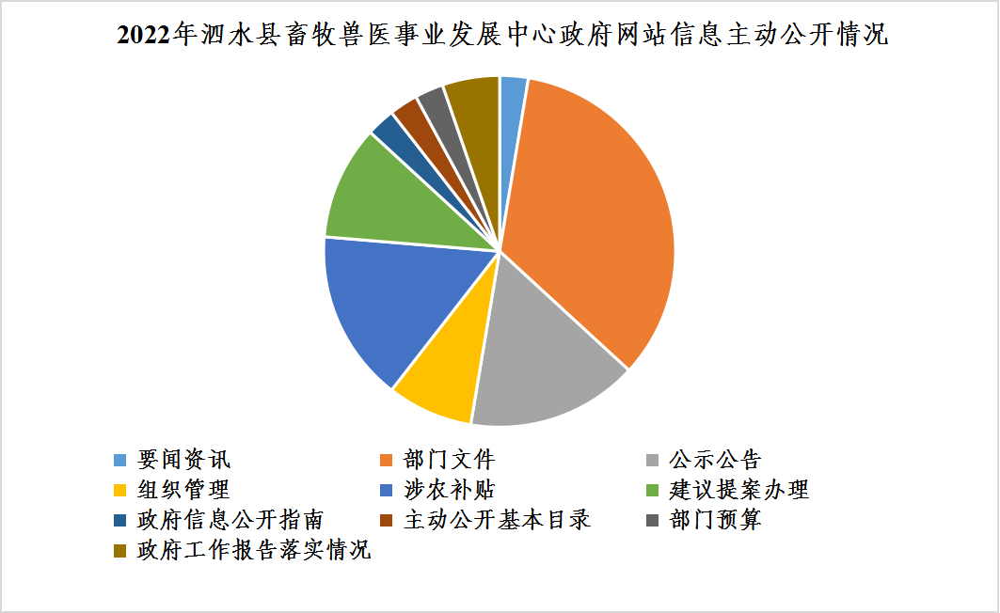 2022年泗水县畜牧兽医事业发展中心政府网站信息主动公开情况
要闻资讯 部门文件 公示公告
组织管理 涉农补贴 建议提案办理
政府信息公开指南 主动公开基本目录 部门预算
政府工作报告落实情况